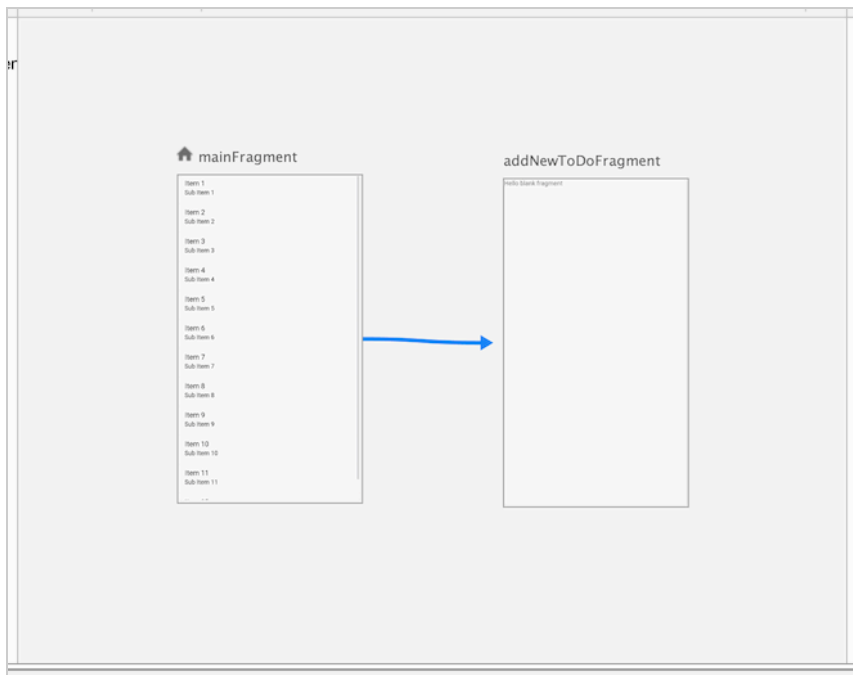 er
mainFragment
addNewToDoFragment
Item 1
Sub Item 1
Item 2
Sub Item 2
Item 3
Sub Item 3
Item 4
Sub Item 4
Item 5
Sub Item 5
Item 6
Sub Item 6
Item 7
Sub Item 7
Item 8
Sub Item 8
Item 9
Sub Item 9
Item 10
Sub Item 10
Item 11
Sub Item 11
Hello blank fragment